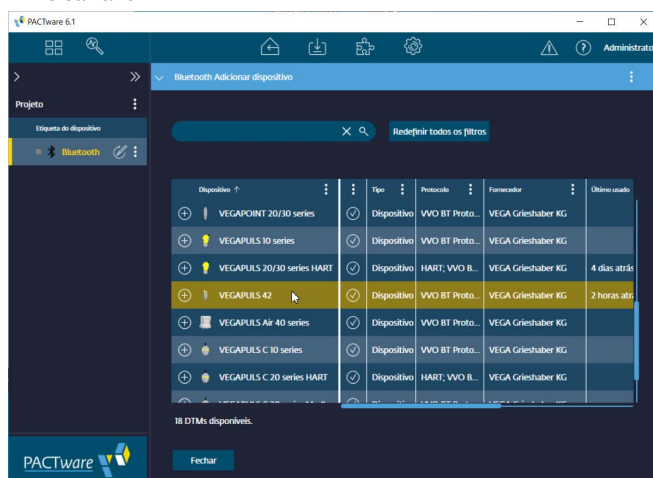 PACTware 6.1
Administrato
Bluetooth Adicionar dispositivo
Projeto
Etiqueta do dispositivo
Bluetooth
Redefinir todos os filtros
Dispositivo Tipo Protocolo Fornecedor Último usado
VEGAPOINT 20/30 series Dispositivo VVO BT Proto... VEGA Grieshaber KG
VEGAPULS 10 series Dispositivo VVO BT Proto... VEGA Grieshaber KG
VEGAPULS 20/30 series HART Dispositivo HART; VVO B... VEGA Grieshaber KG 4 dias atrás
VEGAPULS 42 Dispositivo VVO BT Proto... VEGA Grieshaber KG 2 horas atrá
VEGAPULS Air 40 series Dispositivo VVO BT Proto... VEGA Grieshaber KG
VEGAPULS C 10 series Dispositivo VVO BT Proto... VEGA Grieshaber KG
VEGAPULS C 20 series HART Dispositivo HART; VVO B... VEGA Grieshaber KG
18 DTMs disponíveis.
PACTware
Fechar